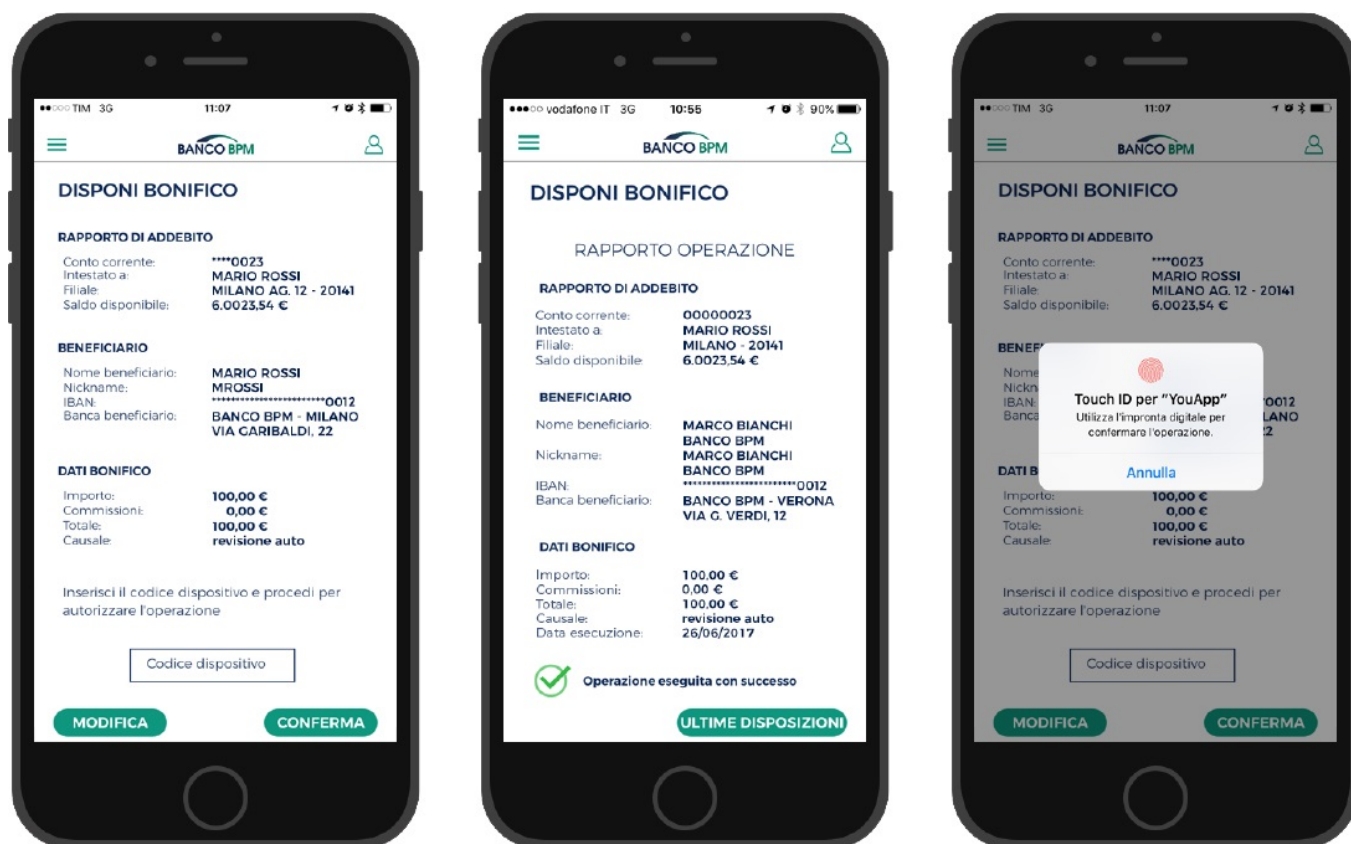 TIM 3G 11:07
BANCO BPM
DISPONI BONIFICO
RAPPORTO DI ADDEBITO
Conto corrente: ****0023
Intestato a: MARIO ROSSI
Filiale: MILANO AG. 12 - 20141
Saldo disponibile: 6.0023,54 €
BENEFICIARIO
Nome beneficiario: MARIO ROSSI
Nickname: MROSSI
IBAN: ***********************0012
Banca beneficiario: BANCO BPM - MILANO
VIA GARIBALDI, 22
DATI BONIFICO
Importo: 100,00 €
Commissioni: 0,00 €
Totale: 100,00 €
Causale: revisione auto
Inserisci il codice dispositivo e procedi per
autorizzare l'operazione
Codice dispositivo
MODIFICA CONFERMA
vodafone IT 3G 10:55 90%
BANCO BPM
DISPONI BONIFICO
RAPPORTO OPERAZIONE
RAPPORTO DI ADDEBITO
Conto corrente: 00000023
Intestato a: MARIO ROSSI
Filiale: MILANO - 20141
Saldo disponibile: 6.0023,54 €
BENEFICIARIO
Nome beneficiario: MARCO BIANCHI
BANCO BPM
Nickname: MARCO BIANCHI
BANCO BPM
IBAN: ***********************0012
Banca beneficiario: BANCO BPM - VERONA
VIA G. VERDI, 12
DATI BONIFICO
Importo: 100,00 €
Commissioni: 0,00 €
Totale: 100,00 €
Causale: revisione auto
Data esecuzione: 26/06/2017
Operazione eseguita con successo
ULTIME DISPOSIZIONI
TIM 3G 11:07
BANCO BPM
DISPONI BONIFICO
RAPPORTO DI ADDEBITO
Conto corrente: ****0023
Intestato a: MARIO ROSSI
Filiale: MILANO AG. 12 - 20141
Saldo disponibile: 6.0023,54 €
BENEF
Nome
Nickn
IBAN: 0012
Banca LANO
22
Touch ID per "YouApp"
Utilizza l'impronta digitale per
confermare l'operazione.
Annulla
DATI B
Importo: 100,00 €
Commissioni: 0,00 €
Totale: 100,00 €
Causale: revisione auto
Inserisci il codice dispositivo e procedi per
autorizzare l'operazione
Codice dispositivo
MODIFICA CONFERMA